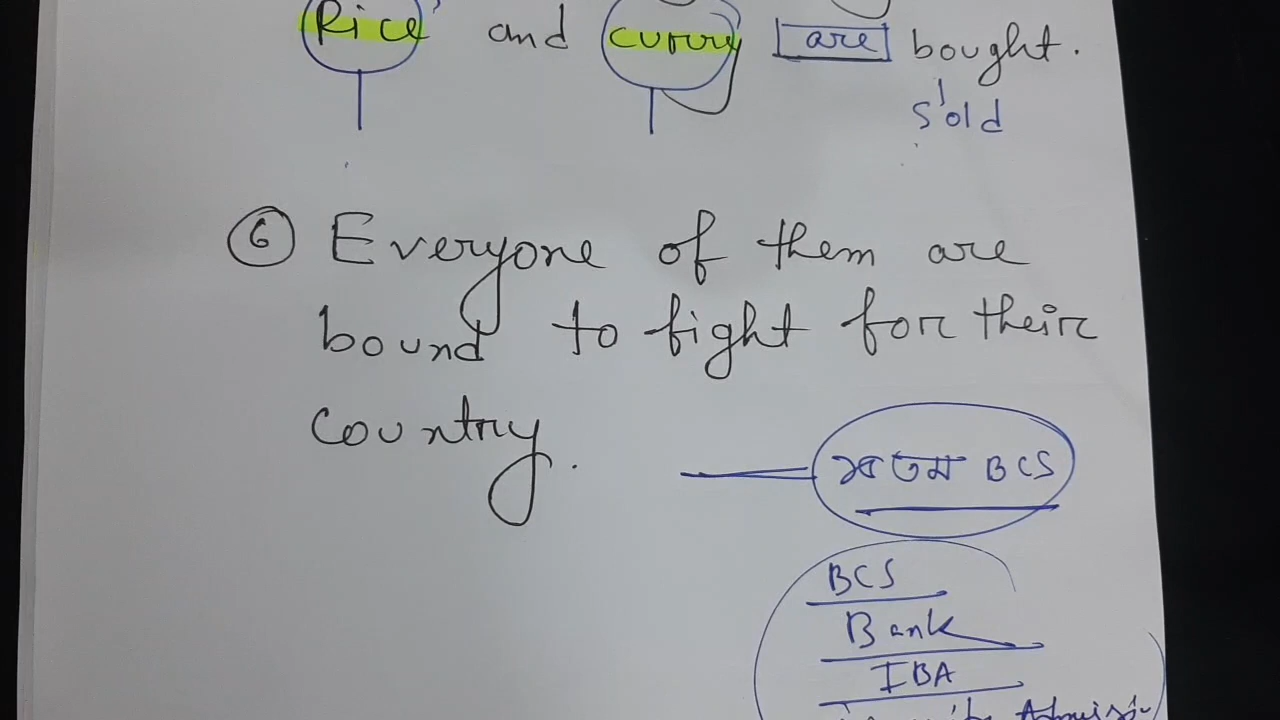 Rice and curry are bought.
sold
6 Everyone of them are
bound to fight for their
country.
BCS
BCS
Bank
IBA